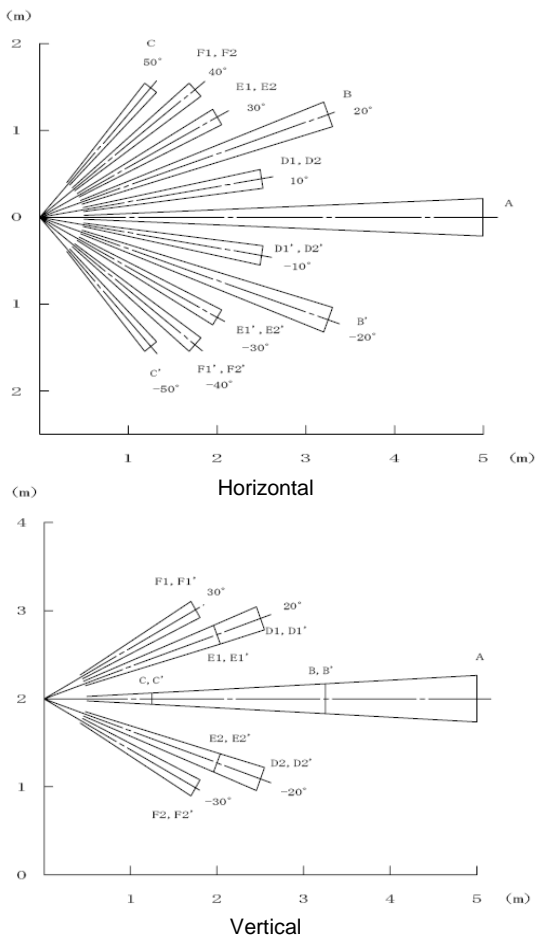 (m)
2
C
50°
F1, F2
40°
E1, E2
30°
B
20°
1
D1, D2
10°
A
0
D1', D2'
-10°
1
E1', E2'
-30°
B'
-20°
C'
-50°
F1', F2'
-40°
2
1 2 3 4 5 (m)
Horizontal
(m)
4
F1, F1'
30°
3
20°
D1, D1'
E1, E1'
A
B, B'
C, C'
2
E2, E2'
D2, D2'
-20°
1
-30°
F2, F2'
0
1 2 3 4 5 (m)
Vertical